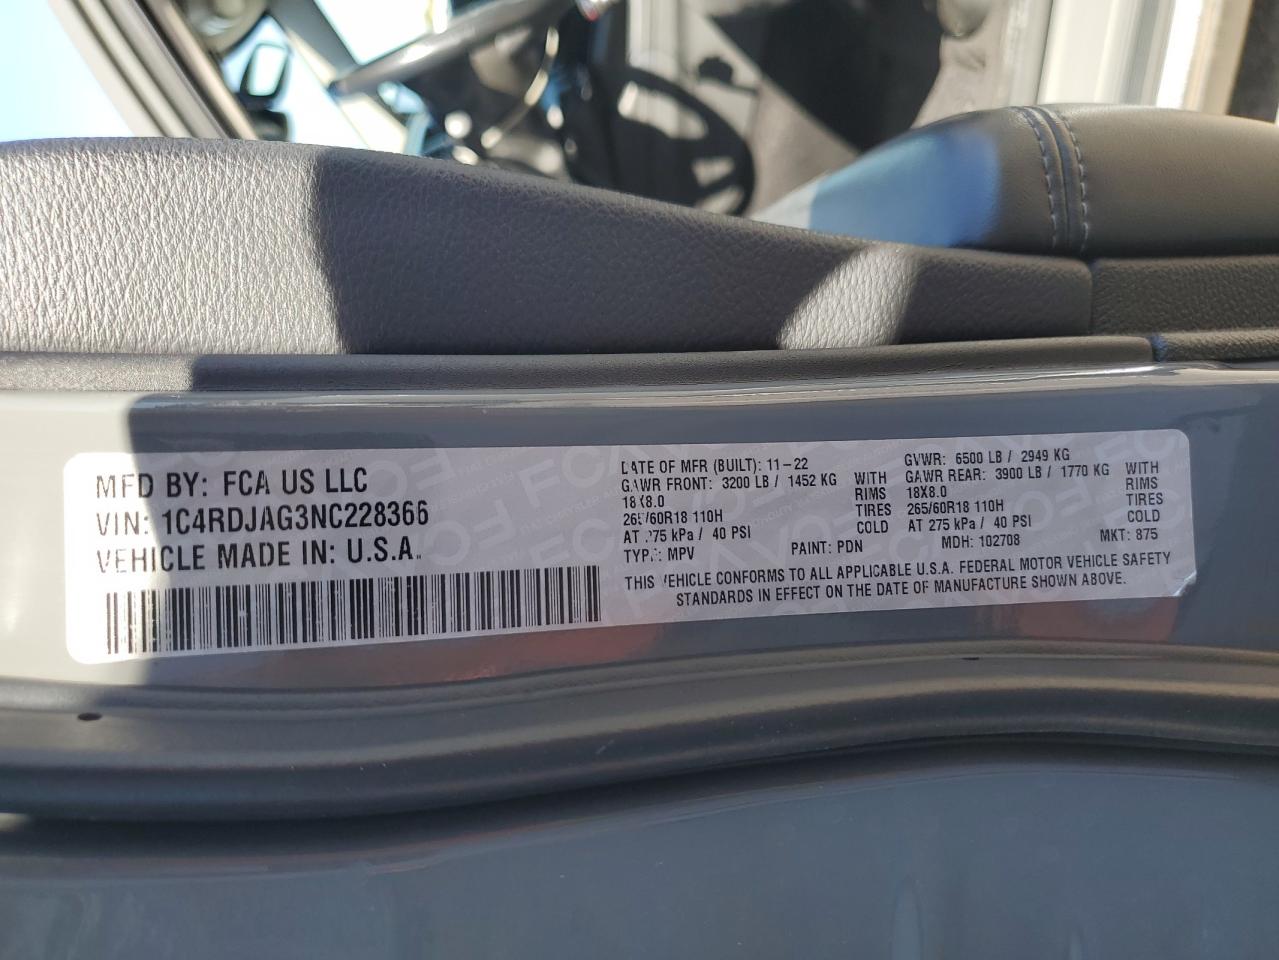 MFD BY: FCA US LLC
VIN: 1C4RDJAG3NC228366
VEHICLE MADE IN: U.S.A.
DATE OF MFR (BUILT): 11-22
GAWR FRONT: 3200 LB / 1452 KG WITH
18X8.0 RIMS
265/60R18 110H TIRES
AT 275 kPa / 40 PSI COLD
TYPE: MPV PAINT: PDN
GVWR: 6500 LB / 2949 KG
GAWR REAR: 3900 LB / 1770 KG WITH
18X8.0 RIMS
265/60R18 110H TIRES
AT 275 kPa / 40 PSI COLD
MDH: 102708 MKT: 875
THIS VEHICLE CONFORMS TO ALL APPLICABLE U.S.A. FEDERAL MOTOR VEHICLE SAFETY
STANDARDS IN EFFECT ON THE DATE OF MANUFACTURE SHOWN ABOVE.